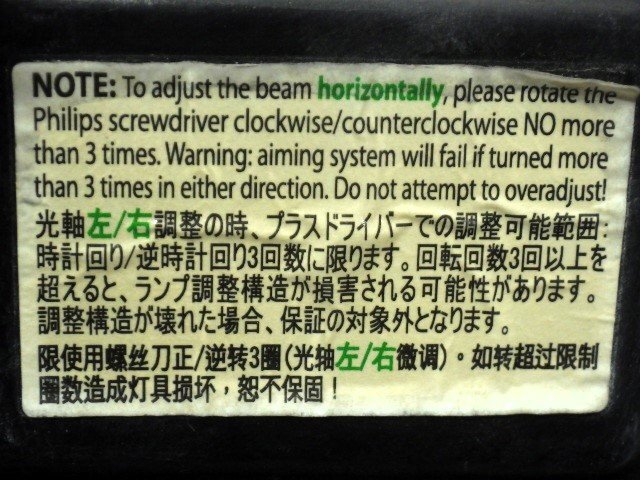 NOTE: To adjust the beam horizontally, please rotate the
Philips screwdriver clockwise/counterclockwise NO more
than 3 times. Warning: aiming system will fail if turned more
than 3 times in either direction. Do not attempt to overadjust!
光軸左/右調整の時、プラスドライバーでの調整可能範囲:
時計回り/逆時計回り3回数に限ります。回転回数3回以上を
超えると、ランプ調整構造が損害される可能性があります。
調整構造が壊れた場合、保証の対象外となります。
限使用螺丝刀正/逆转3圈(光轴左/右微调)。如转超过限制
圈数造成灯具损坏，恕不保固！